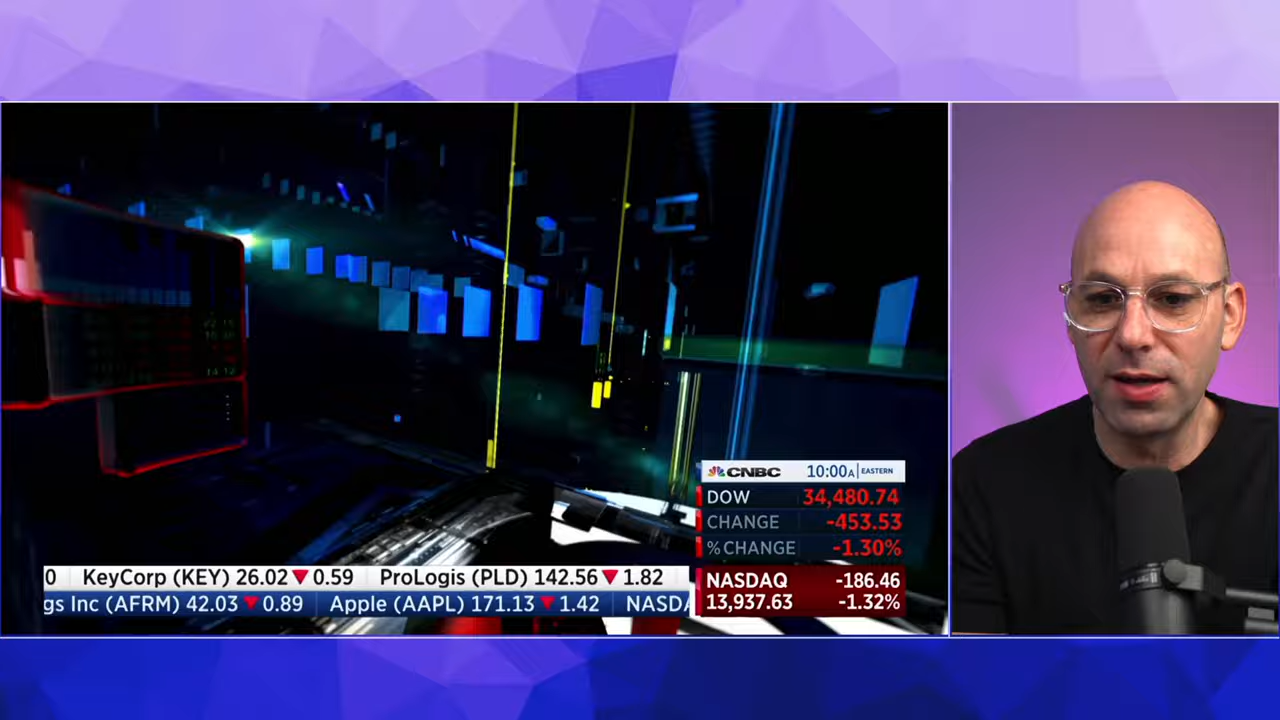 CNBC 10:00A EASTERN
DOW 34,480.74
CHANGE -453.53
% CHANGE -1.30%
NASDAQ -186.46
13,937.63 -1.32%
0 KeyCorp (KEY) 26.02 ▼ 0.59 ProLogis (PLD) 142.56 ▼ 1.82
gs Inc (AFRM) 42.03 ▼ 0.89 Apple (AAPL) 171.13 ▼ 1.42 NASDA